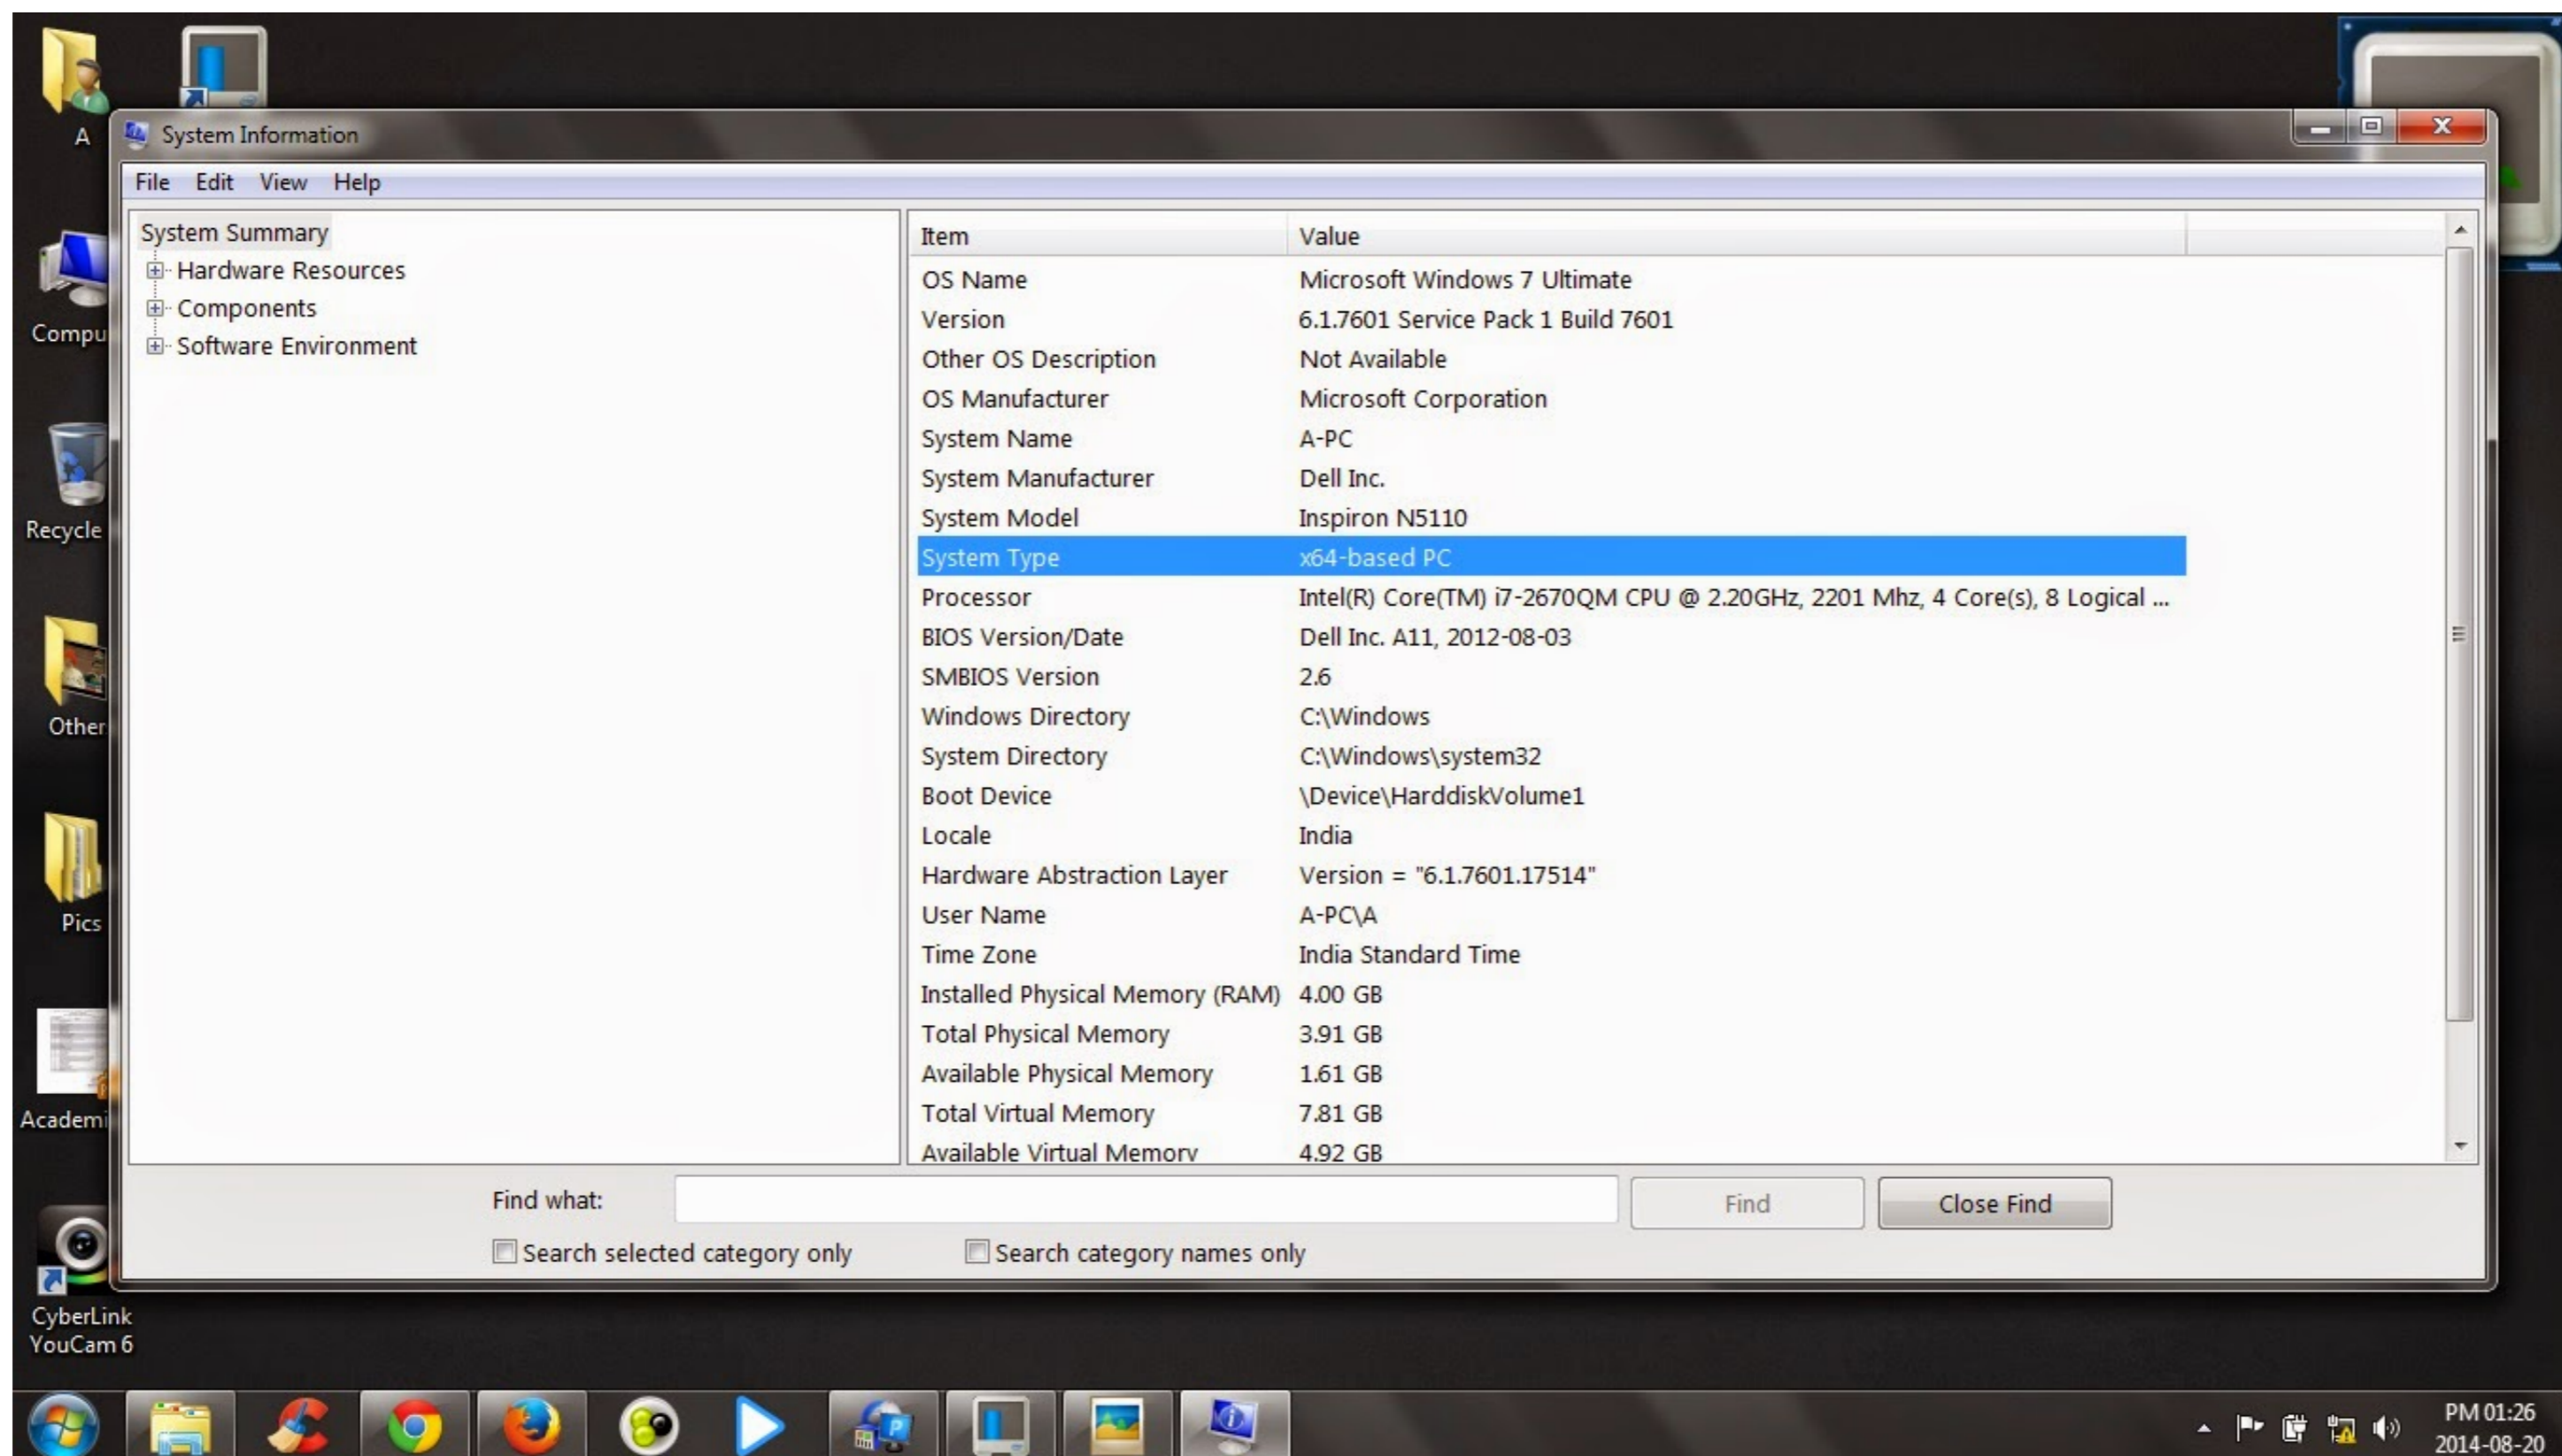 A
System Information
File Edit View Help
System Summary
Hardware Resources
Components
Software Environment
Item Value
OS Name Microsoft Windows 7 Ultimate
Version 6.1.7601 Service Pack 1 Build 7601
Other OS Description Not Available
OS Manufacturer Microsoft Corporation
System Name A-PC
System Manufacturer Dell Inc.
System Model Inspiron N5110
System Type x64-based PC
Processor Intel(R) Core(TM) i7-2670QM CPU @ 2.20GHz, 2201 Mhz, 4 Core(s), 8 Logical ...
BIOS Version/Date Dell Inc. A11, 2012-08-03
SMBIOS Version 2.6
Windows Directory C:\Windows
System Directory C:\Windows\system32
Boot Device \Device\HarddiskVolume1
Locale India
Hardware Abstraction Layer Version = "6.1.7601.17514"
User Name A-PC\A
Time Zone India Standard Time
Installed Physical Memory (RAM) 4.00 GB
Total Physical Memory 3.91 GB
Available Physical Memory 1.61 GB
Total Virtual Memory 7.81 GB
Available Virtual Memory 4.92 GB
Find what: Find Close Find
Search selected category only Search category names only
Compu
Recycle
Other
Pics
Academi
CyberLink
YouCam 6
PM 01:26
2014-08-20